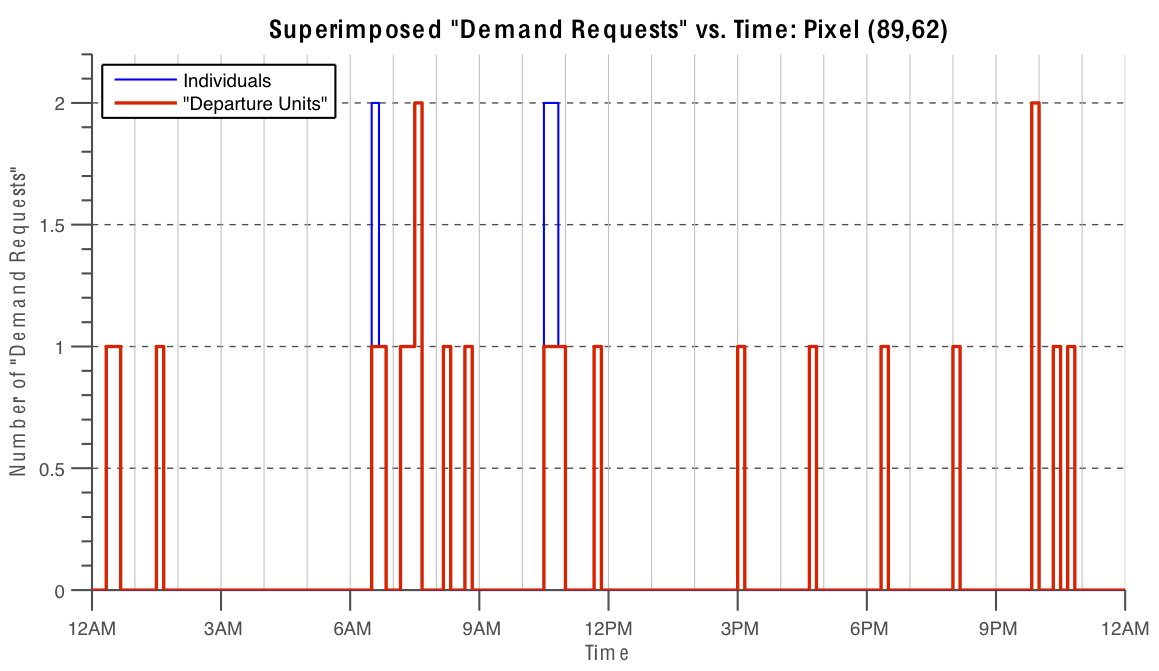 Superimposed "Demand Requests" vs. Time: Pixel (89,62)
Individuals
"Departure Units"
Number of "Demand Requests"
2
1.5
1
0.5
0
12AM 3AM 6AM 9AM 12PM 3PM 6PM 9PM 12AM
Time